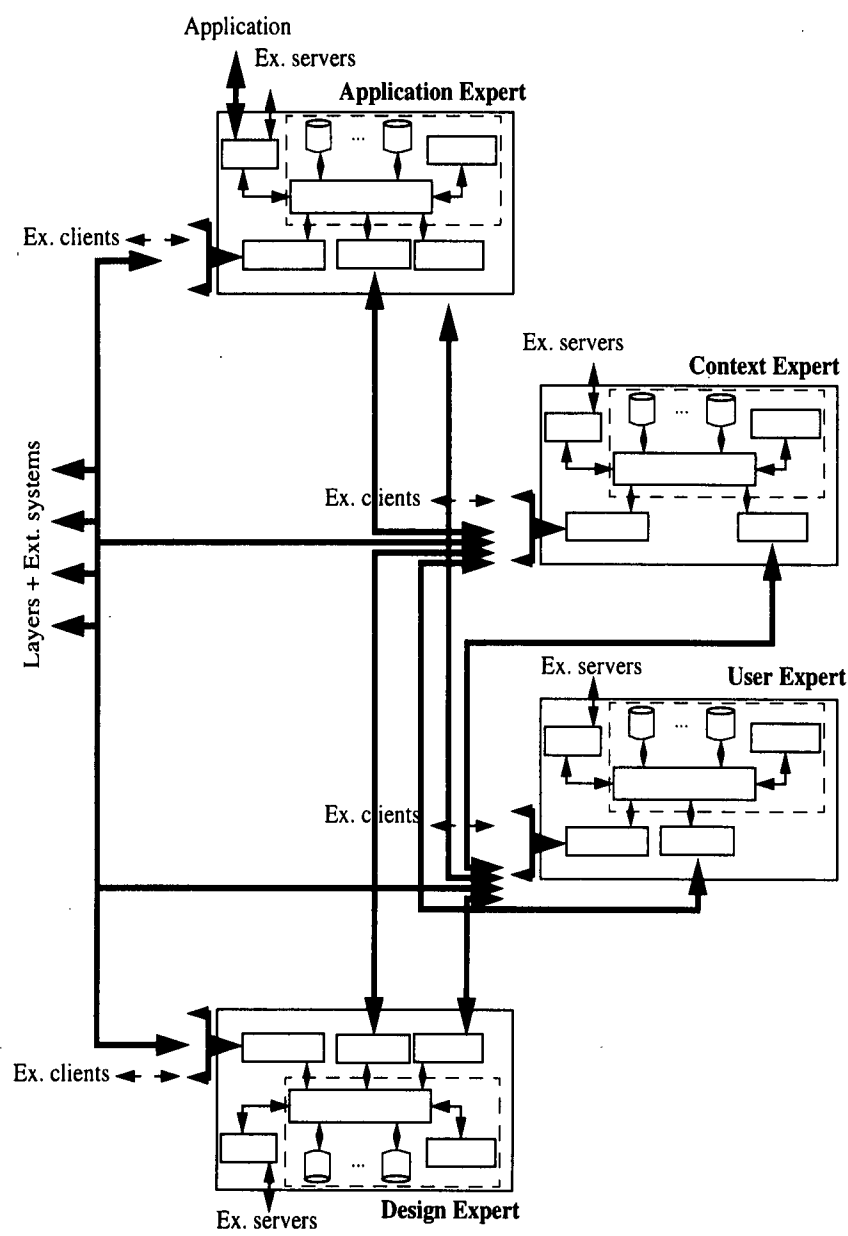 Application
Ex. servers
Application Expert
...
Ex. clients
Ex. servers
Context Expert
...
Ex. clients
Layers + Ext. systems
Ex. servers
User Expert
...
Ex. clients
Ex. clients
...
Ex. servers
Design Expert